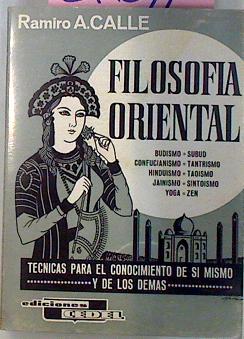 Ramiro A.CALLE
FILOSOFIA
ORIENTAL
BUDISMO - SUBUD
CONFUCIANISMO - TANTRISMO
HINDUISMO - TAOISMO
JAINISMO - SINTOISMO
YOGA - ZEN
TECNICAS PARA EL CONOCIMIENTO DE SI MISMO
Y DE LOS DEMAS
ediciones
CEDEL